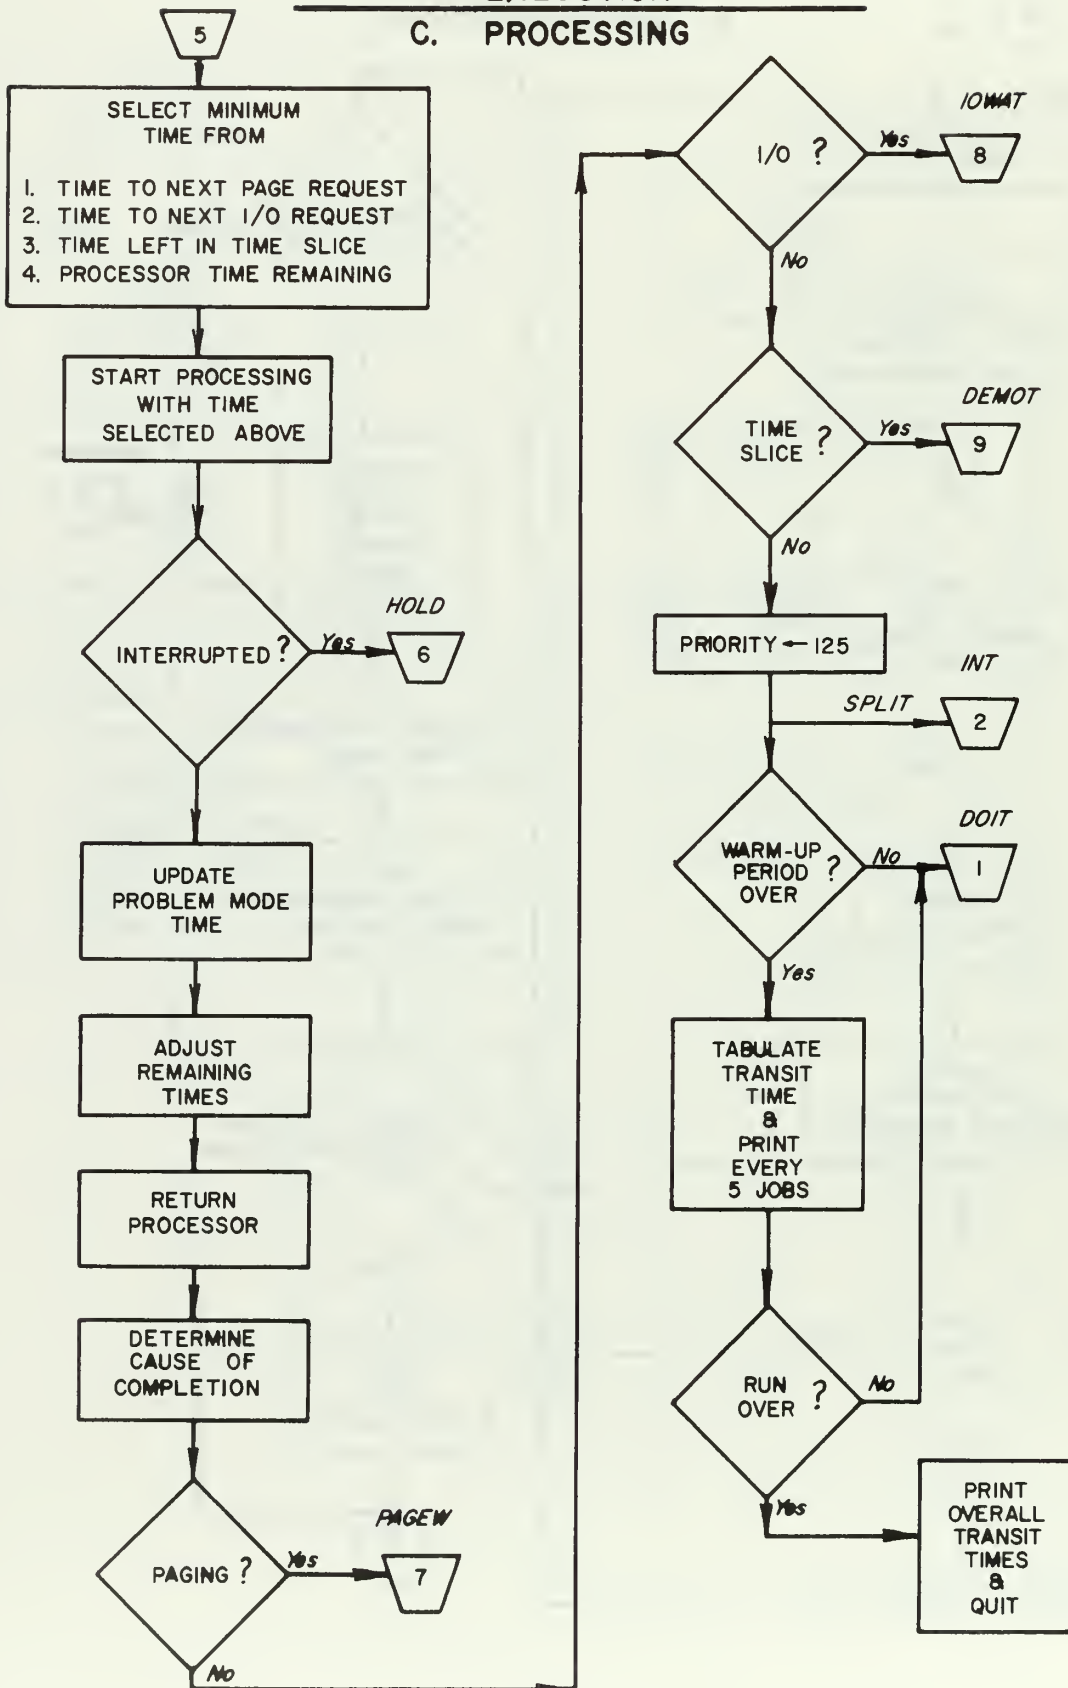 C. PROCESSING
5
SELECT MINIMUM
TIME FROM
1. TIME TO NEXT PAGE REQUEST
2. TIME TO NEXT I/O REQUEST
3. TIME LEFT IN TIME SLICE
4. PROCESSOR TIME REMAINING
START PROCESSING
WITH TIME
SELECTED ABOVE
INTERRUPTED ?
Yes
HOLD
6
UPDATE
PROBLEM MODE
TIME
ADJUST
REMAINING
TIMES
RETURN
PROCESSOR
DETERMINE
CAUSE OF
COMPLETION
PAGING ?
Yes
PAGEW
7
No
I/O ?
Yes
IOWAT
8
No
TIME
SLICE ?
Yes
DEMOT
9
No
PRIORITY ← 125
SPLIT
INT
2
WARM-UP
PERIOD ?
OVER
No
DOIT
1
Yes
TABULATE
TRANSIT
TIME
&
PRINT
EVERY
5 JOBS
RUN
OVER ?
No
Yes
PRINT
OVERALL
TRANSIT
TIMES
&
QUIT